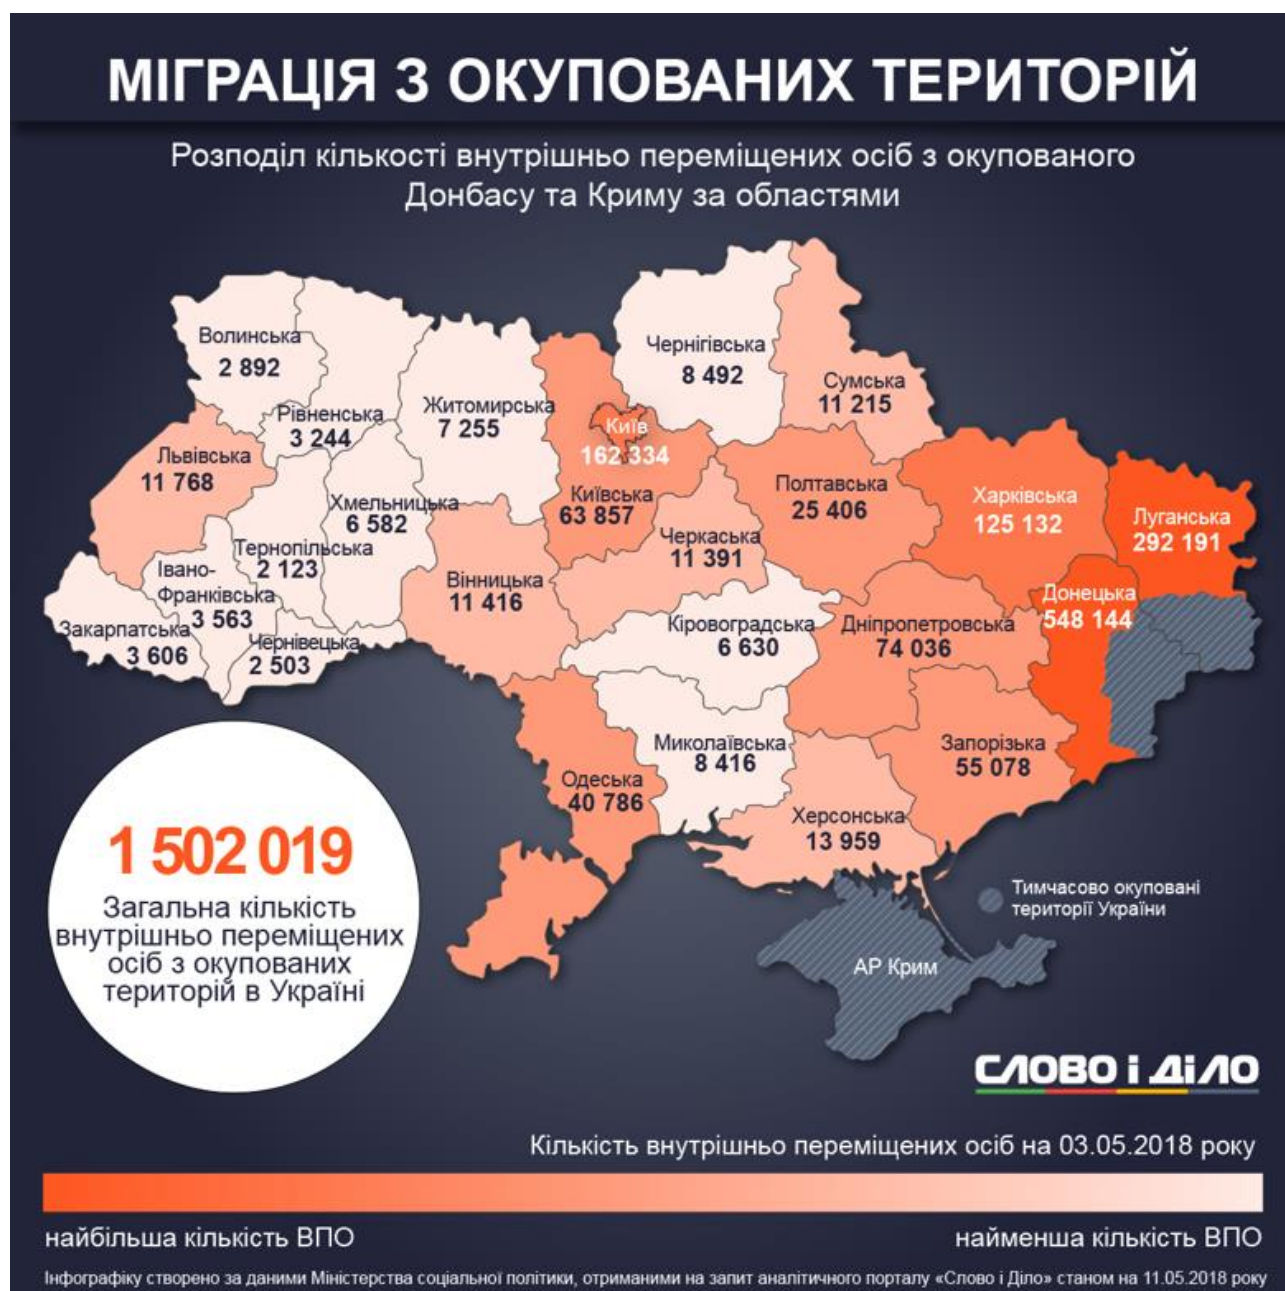 МІГРАЦІЯ З ОКУПОВАНИХ ТЕРИТОРІЙ
Розподіл кількості внутрішньо переміщених осіб з окупованого
Донбасу та Криму за областями
Волинська
2 892
Рівненська
3 244
Житомирська
7 255
Київ
162 334
Київська
63 857
Чернігівська
8 492
Сумська
11 215
Львівська
11 768
Тернопільська
2 123
Хмельницька
6 582
Вінницька
11 416
Черкаська
11 391
Полтавська
25 406
Харківська
125 132
Луганська
292 191
Донецька
548 144
Івано-
Франківська
3 563
Закарпатська
3 606
Чернівецька
2 503
Кіровоградська
6 630
Дніпропетровська
74 036
Одеська
40 786
Миколаївська
8 416
Херсонська
13 959
Запорізька
55 078
1 502 019
Загальна кількість
внутрішньо переміщених
осіб з окупованих
територій в Україні
Тимчасово окуповані
території України
АР Крим
СЛОВО і ДіЛО
Кількість внутрішньо переміщених осіб на 03.05.2018 року
найбільша кількість ВПО
найменша кількість ВПО
Інфографіку створено за даними Міністерства соціальної політики, отриманими на запит аналітичного порталу «Слово і Діло» станом на 11.05.2018 року